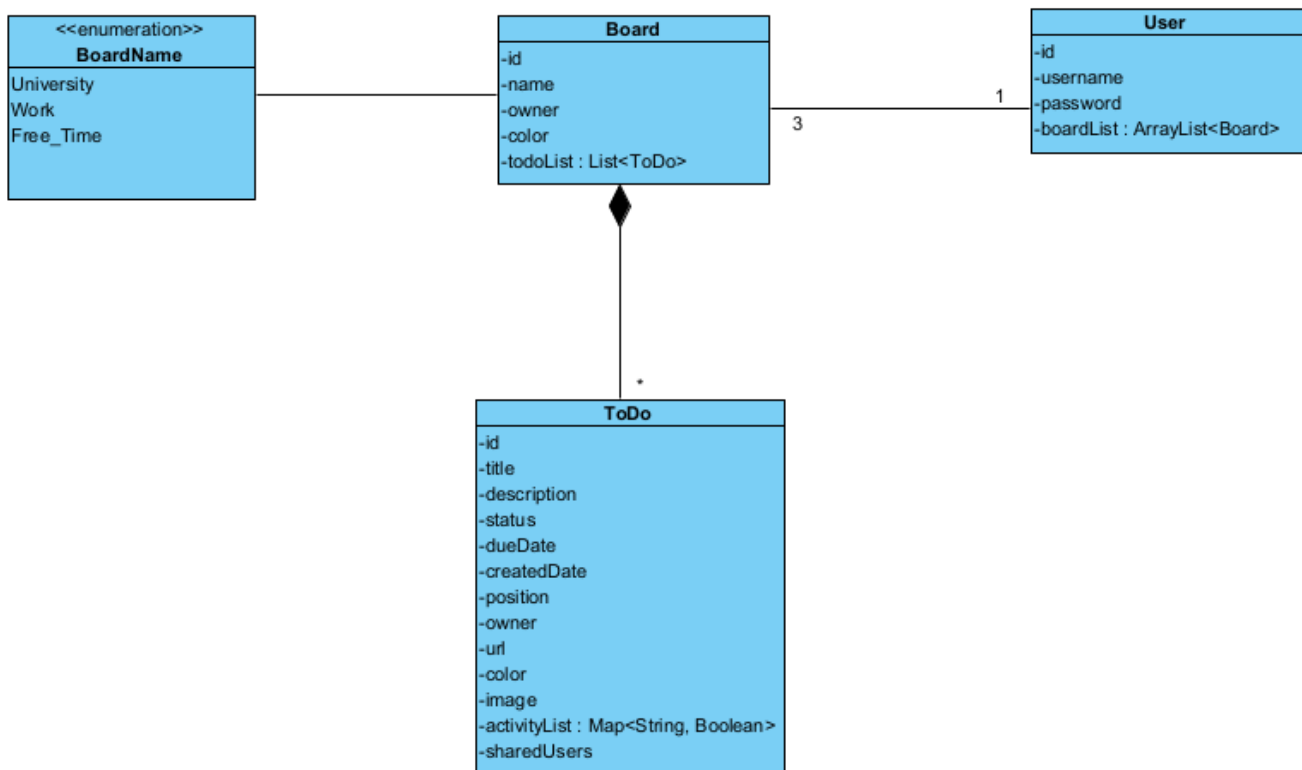 <<enumeration>>
BoardName
University
Work
Free_Time
Board
-id
-name
-owner
-color
-todoList : List<ToDo>
User
-id
-username
-password
-boardList : ArrayList<Board>
3
1
*
ToDo
-id
-title
-description
-status
-dueDate
-createdDate
-position
-owner
-url
-color
-image
-activityList : Map<String, Boolean>
-sharedUsers